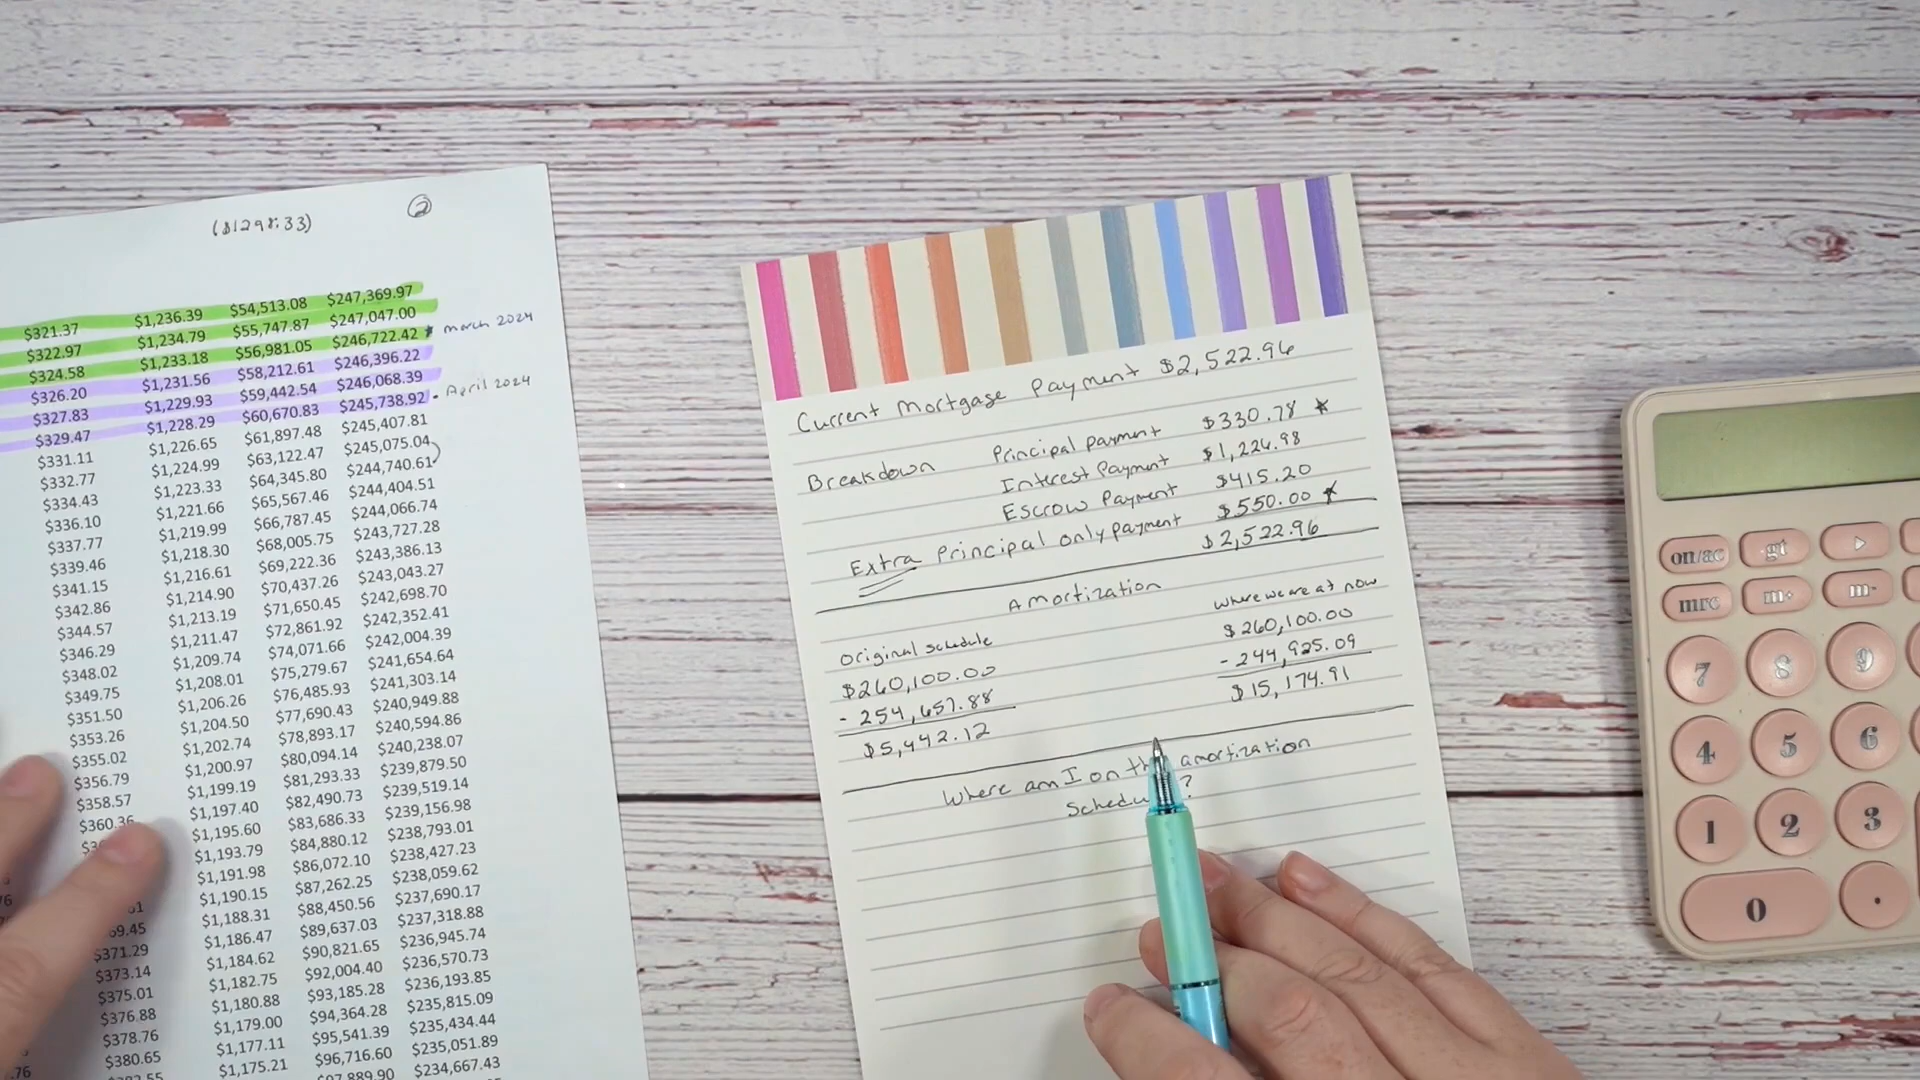 ($1298.33) 2
$321.37 $1,236.39 $54,513.08 $247,369.97
$322.97 $1,234.79 $55,747.87 $247,047.00
$324.58 $1,233.18 $56,981.05 $246,722.42 * march 2024
$326.20 $1,231.56 $58,212.61 $246,396.22
$327.83 $1,229.93 $59,442.54 $246,068.39
$329.47 $1,228.29 $60,670.83 $245,738.92 • April 2024
$331.11 $1,226.65 $61,897.48 $245,407.81
$332.77 $1,224.99 $63,122.47 $245,075.04
$334.43 $1,223.33 $64,345.80 $244,740.61
$336.10 $1,221.66 $65,567.46 $244,404.51
$337.77 $1,219.99 $66,787.45 $244,066.74
$339.46 $1,218.30 $68,005.75 $243,727.28
$341.15 $1,216.61 $69,222.36 $243,386.13
$342.86 $1,214.90 $70,437.26 $243,043.27
$344.57 $1,213.19 $71,650.45 $242,698.70
$346.29 $1,211.47 $72,861.92 $242,352.41
$348.02 $1,209.74 $74,071.66 $242,004.39
$349.75 $1,208.01 $75,279.67 $241,654.64
$351.50 $1,206.26 $76,485.93 $241,303.14
$353.26 $1,204.50 $77,690.43 $240,949.88
$355.02 $1,202.74 $78,893.17 $240,594.86
$356.79 $1,200.97 $80,094.14 $240,238.07
$358.57 $1,199.19 $81,293.33 $239,879.50
$360.36 $1,197.40 $82,490.73 $239,519.14
$1,195.60 $83,686.33 $239,156.98
$1,193.79 $84,880.12 $238,793.01
$1,191.98 $86,072.10 $238,427.23
$1,190.15 $87,262.25 $238,059.62
9.45 $1,188.31 $88,450.56 $237,690.17
$371.29 $1,186.47 $89,637.03 $237,318.88
$373.14 $1,184.62 $90,821.65 $236,945.74
$375.01 $1,182.75 $92,004.40 $236,570.73
$376.88 $1,180.88 $93,185.28 $236,193.85
$378.76 $1,179.00 $94,364.28 $235,815.09
$380.65 $1,177.11 $95,541.39 $235,434.44
$1,175.21 $96,716.60 $235,051.89
$234,667.43
Current Mortgage Payment $2,522.96
Breakdown Principal payment $330.78 *
Interest Payment $1,226.98
Escrow Payment $415.20
Extra Principal only payment $550.00 *
$2,522.96
Amortization
Original schedule
$260,100.00
- 254,657.88
$5,442.12
Where we are at now
$260,100.00
- 244,925.09
$15,174.91
Where am I on the amortization
Schedule?
on/ac gt
mrc m+ m-
7 8 9
4 5 6
1 2 3
0 .